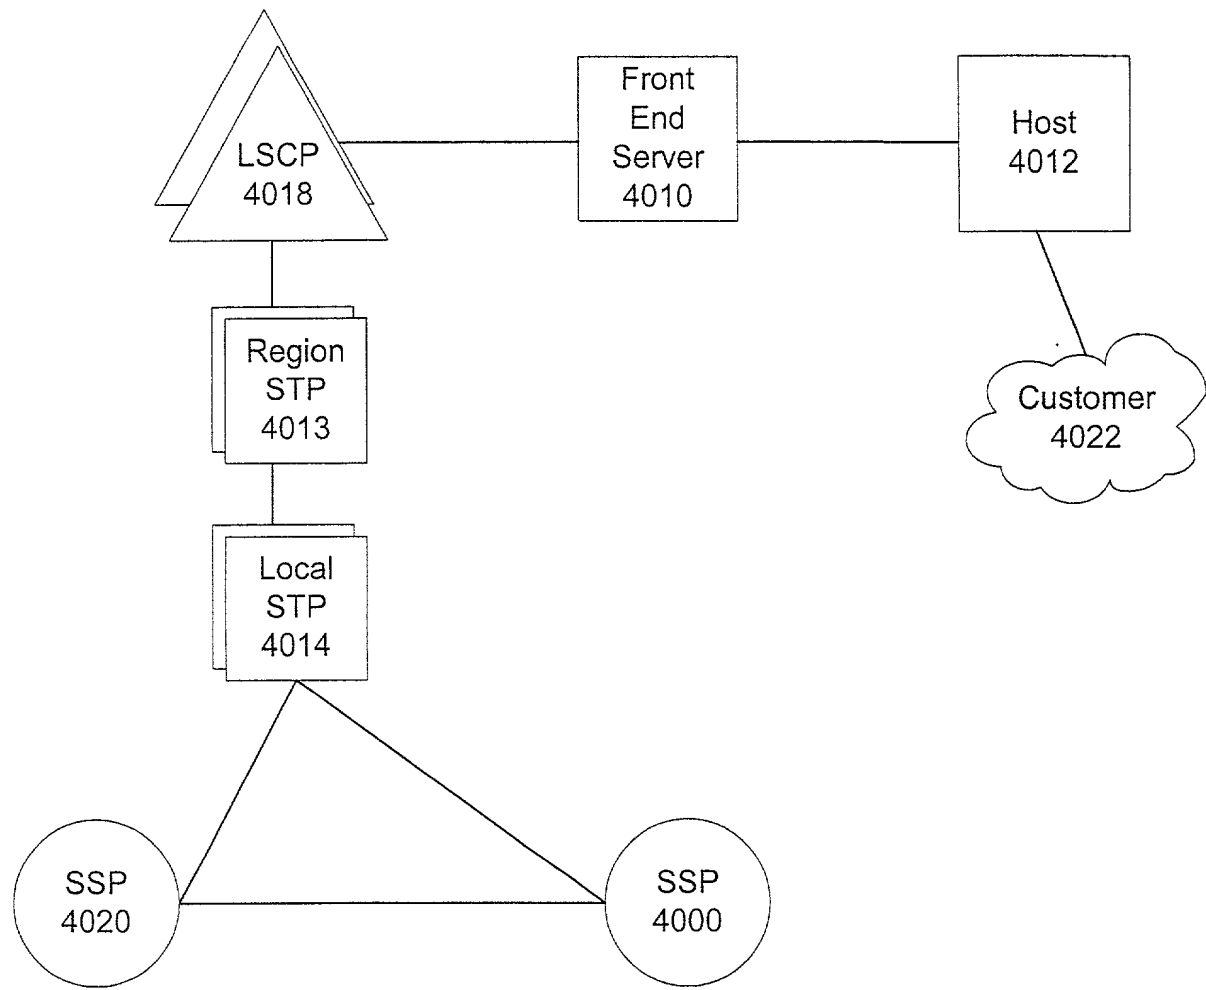 Front
End
Server
4010
Host
4012
LSCP
4018
Region
STP
4013
Customer
4022
Local
STP
4014
SSP
4020
SSP
4000